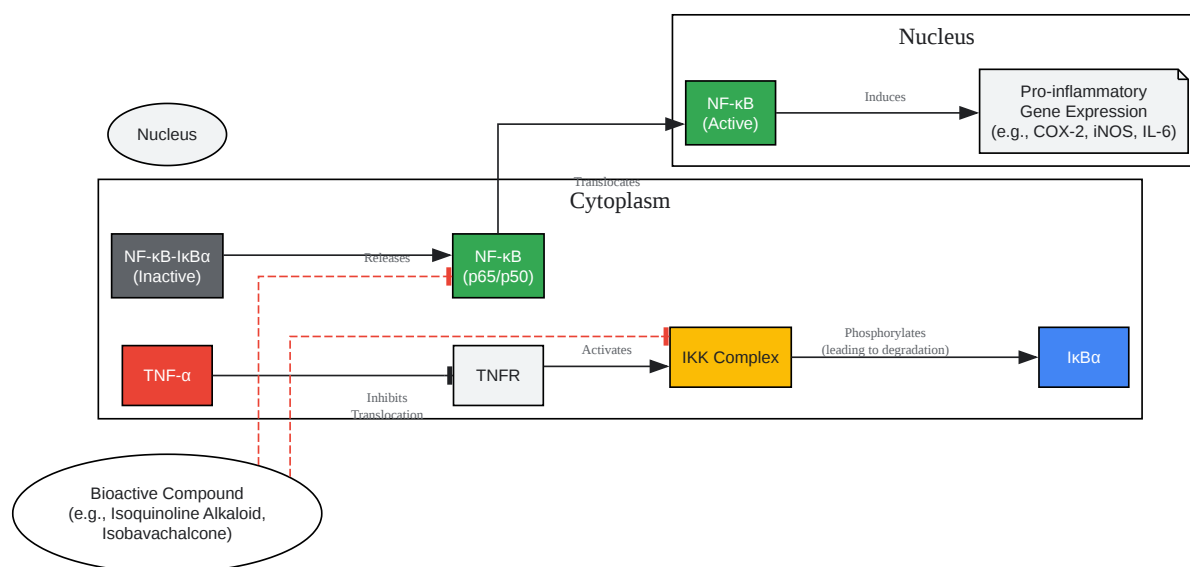 Nucleus
NF-κB
(Active)
Induces
Pro-inflammatory
Gene Expression
(e.g., COX-2, iNOS, IL-6)
Nucleus
Translocates
Cytoplasm
NF-κB-IκBα
(Inactive)
Releases
NF-κB
(p65/p50)
TNF-α
Inhibits
Translocation
TNFR
Activates
IKK Complex
Phosphorylates
(leading to degradation)
IκBα
Bioactive Compound
(e.g., Isoquinoline Alkaloid,
Isobavachalcone)